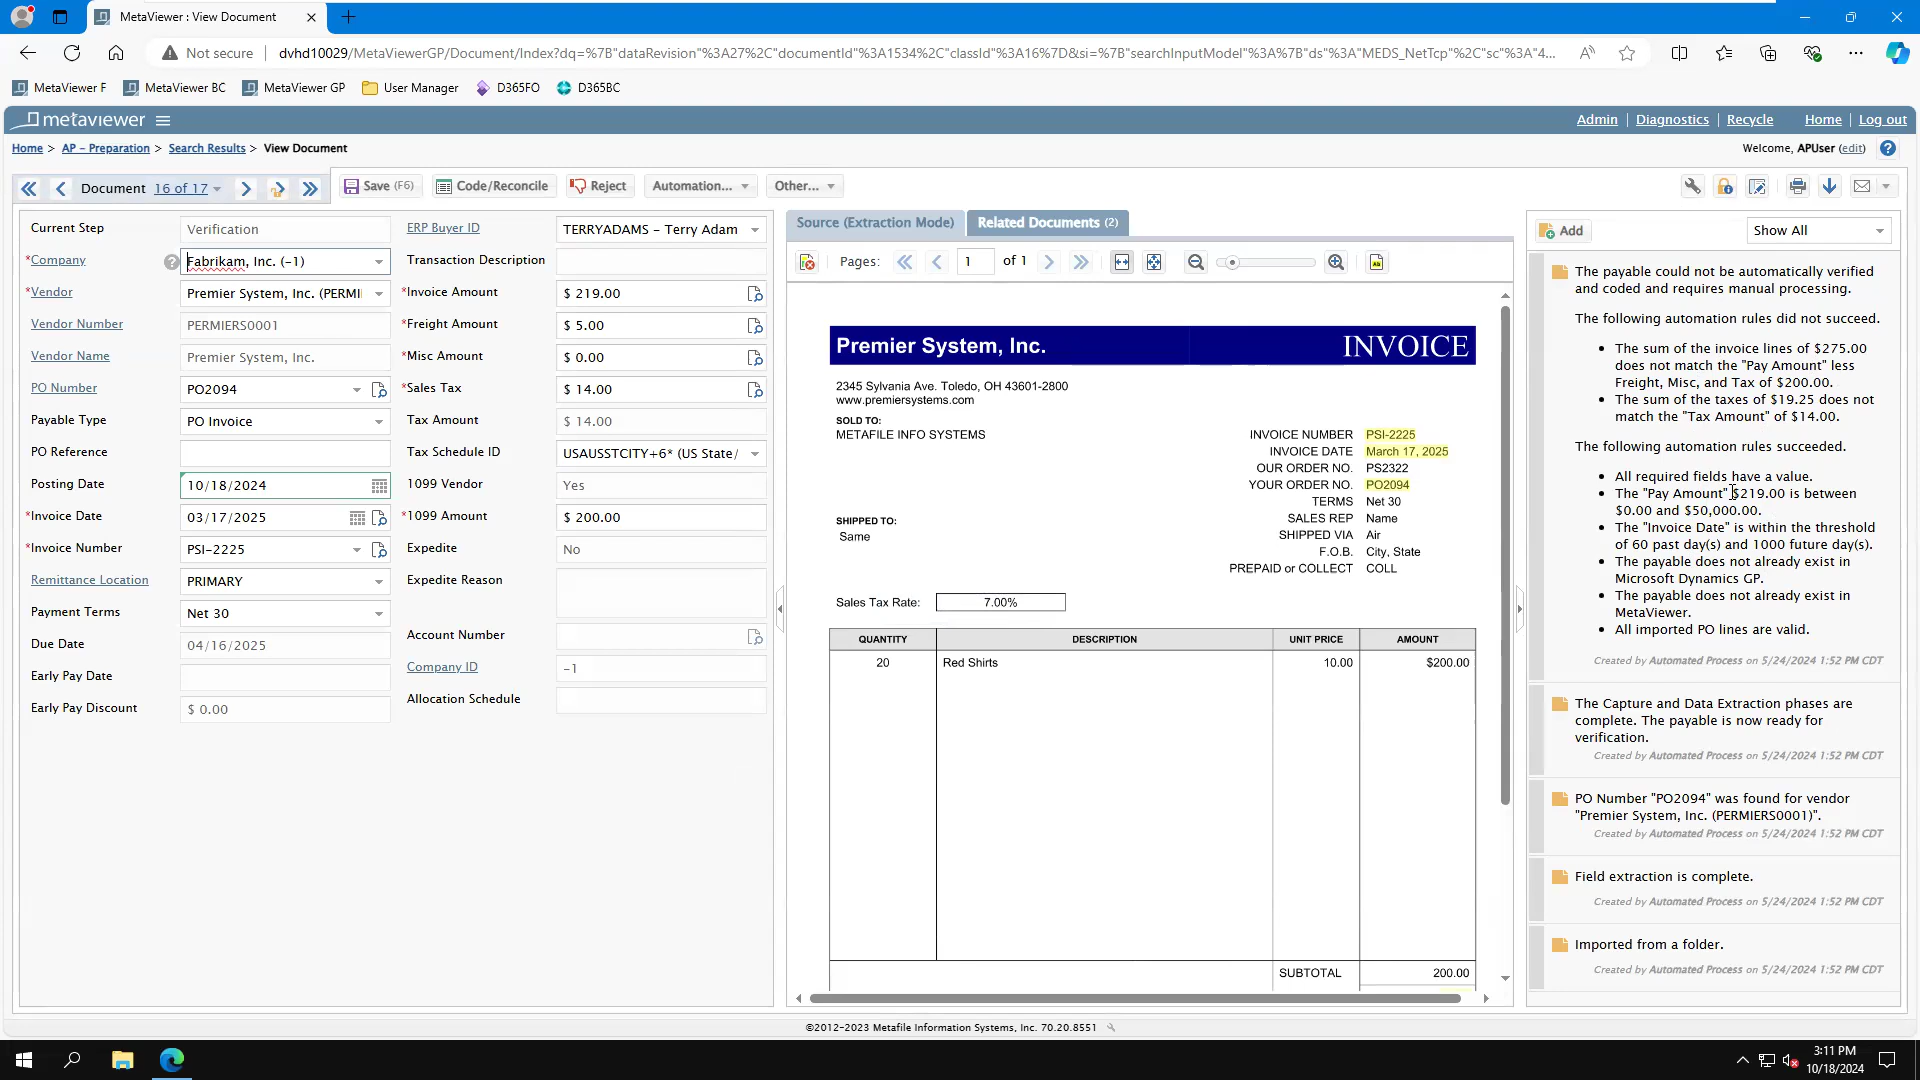 MetaViewer : View Document
Not secure
dvhd10029/MetaViewerGP/Document/Index?dq=%7B"dataRevision"%3A27%2C"documentId"%3A1534%2C"classId"%3A16%7D&si=%7B"searchInputModel"%3A%7B"ds"%3A"MEDS_NetTcp"%2C"sc"%3A"4...
MetaViewer F
MetaViewer BC
MetaViewer GP
User Manager
D365FO
D365BC
metaviewer
Admin | Diagnostics | Recycle Home | Log out
Home > AP - Preparation > Search Results > View Document
Welcome, APUser (edit)
Document 16 of 17
Save (F6)
Code/Reconcile
Reject
Automation...
Other...
Current Step Verification
*Company Fabrikam, Inc. (-1)
*Vendor Premier System, Inc. (PERMI
Vendor Number PERMIERS0001
Vendor Name Premier System, Inc.
PO Number PO2094
Payable Type PO Invoice
PO Reference
Posting Date 10/18/2024
*Invoice Date 03/17/2025
*Invoice Number PSI-2225
Remittance Location PRIMARY
Payment Terms Net 30
Due Date 04/16/2025
Early Pay Date
Early Pay Discount $ 0.00
ERP Buyer ID TERRYADAMS - Terry Adam
Transaction Description
*Invoice Amount $ 219.00
*Freight Amount $ 5.00
*Misc Amount $ 0.00
*Sales Tax $ 14.00
Tax Amount $ 14.00
Tax Schedule ID USAUSSTCITY+6* (US State/
1099 Vendor Yes
*1099 Amount $ 200.00
Expedite No
Expedite Reason
Account Number
Company ID -1
Allocation Schedule
Source (Extraction Mode)
Related Documents (2)
Pages: 1 of 1
Premier System, Inc. INVOICE
2345 Sylvania Ave. Toledo, OH 43601-2800
www.premiersystems.com
SOLD TO:
METAFILE INFO SYSTEMS
INVOICE NUMBER PSI-2225
INVOICE DATE March 17, 2025
OUR ORDER NO. PS2322
YOUR ORDER NO. PO2094
TERMS Net 30
SALES REP Name
SHIPPED VIA Air
F.O.B. City, State
PREPAID or COLLECT COLL
SHIPPED TO:
Same
Sales Tax Rate: 7.00%
QUANTITY DESCRIPTION UNIT PRICE AMOUNT
20 Red Shirts 10.00 $200.00
SUBTOTAL 200.00
Add
Show All
The payable could not be automatically verified
and coded and requires manual processing.
The following automation rules did not succeed.
• The sum of the invoice lines of $275.00
does not match the "Pay Amount" less
Freight, Misc, and Tax of $200.00.
• The sum of the taxes of $19.25 does not
match the "Tax Amount" of $14.00.
The following automation rules succeeded.
• All required fields have a value.
• The "Pay Amount" $219.00 is between
$0.00 and $50,000.00.
• The "Invoice Date" is within the threshold
of 60 past day(s) and 1000 future day(s).
• The payable does not already exist in
Microsoft Dynamics GP.
• The payable does not already exist in
MetaViewer.
• All imported PO lines are valid.
Created by Automated Process on 5/24/2024 1:52 PM CDT
The Capture and Data Extraction phases are
complete. The payable is now ready for
verification.
Created by Automated Process on 5/24/2024 1:52 PM CDT
PO Number "PO2094" was found for vendor
"Premier System, Inc. (PERMIERS0001)".
Created by Automated Process on 5/24/2024 1:52 PM CDT
Field extraction is complete.
Created by Automated Process on 5/24/2024 1:52 PM CDT
Imported from a folder.
Created by Automated Process on 5/24/2024 1:52 PM CDT
©2012-2023 Metafile Information Systems, Inc. 70.20.8551
3:11 PM
10/18/2024